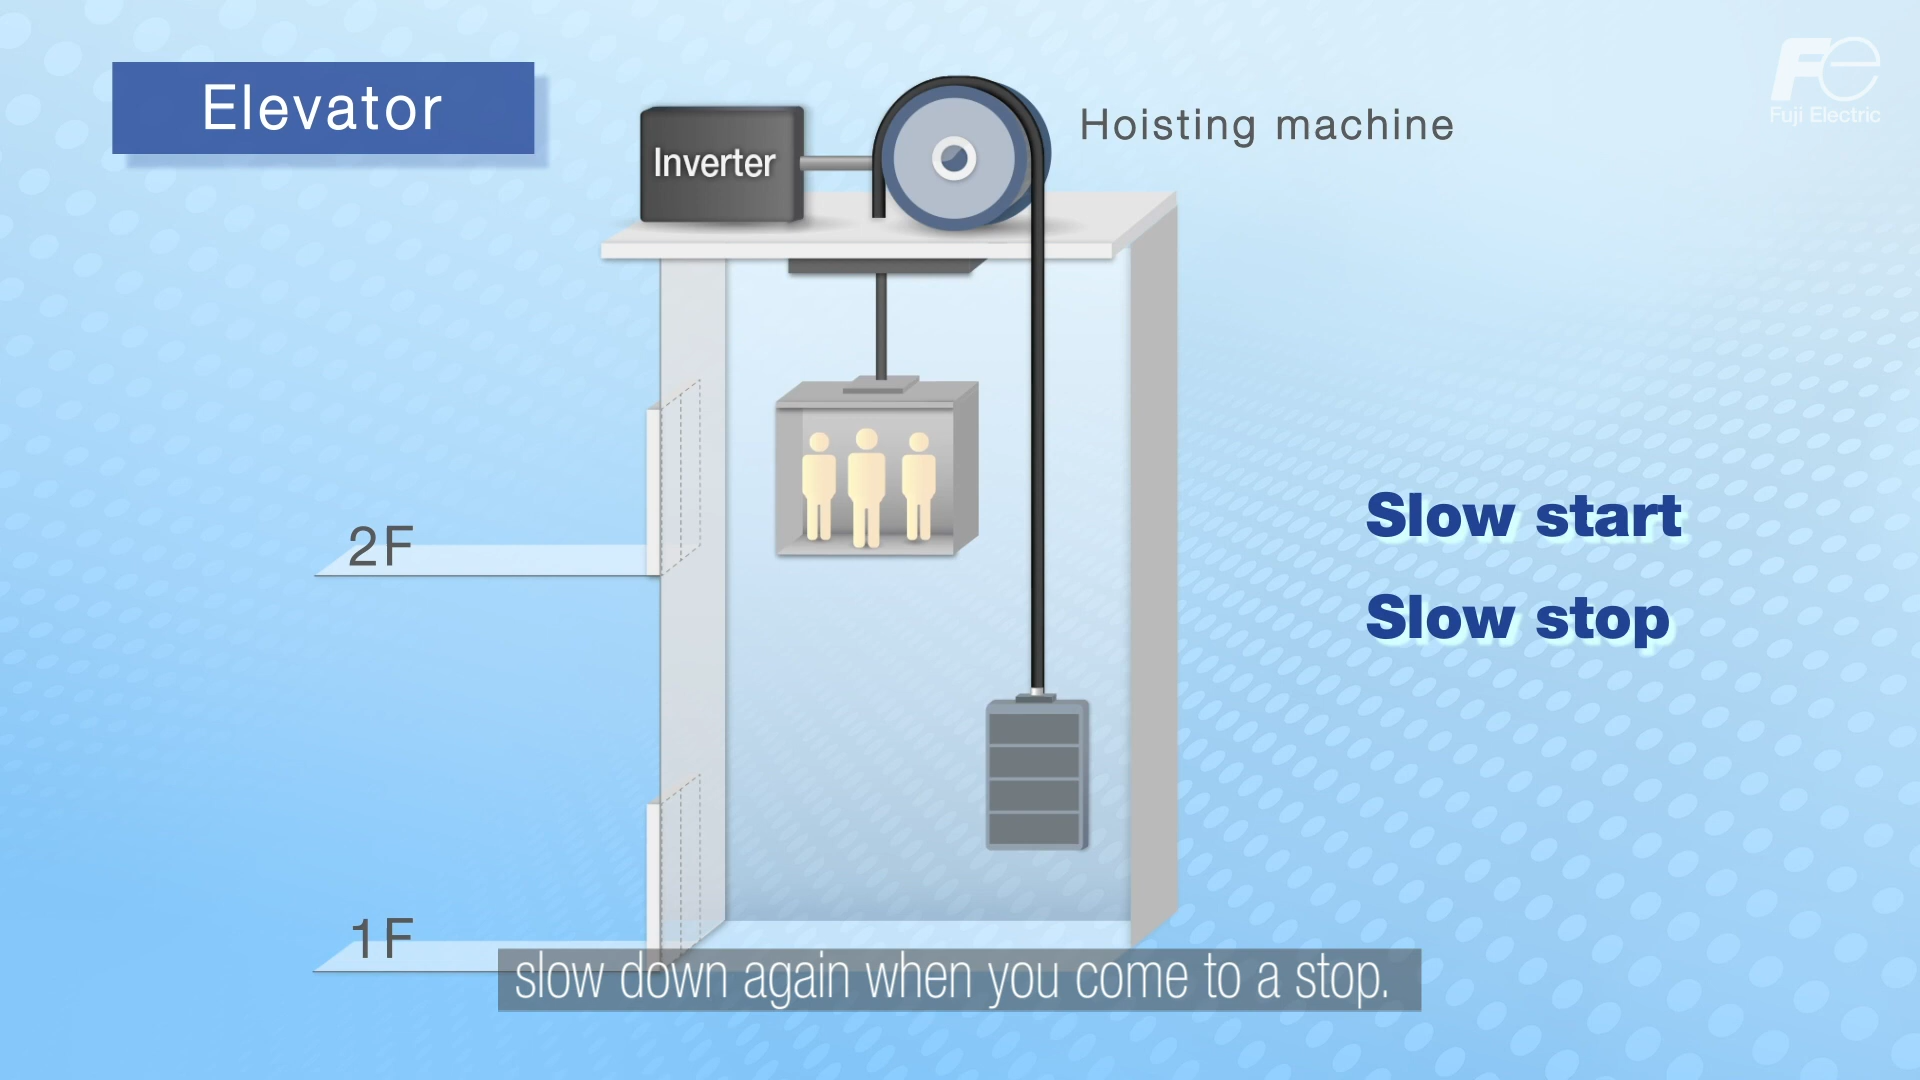 Elevator
Inverter
Hoisting machine
Fe
Fuji Electric
2F
Slow start
Slow stop
1F
slow down again when you come to a stop.